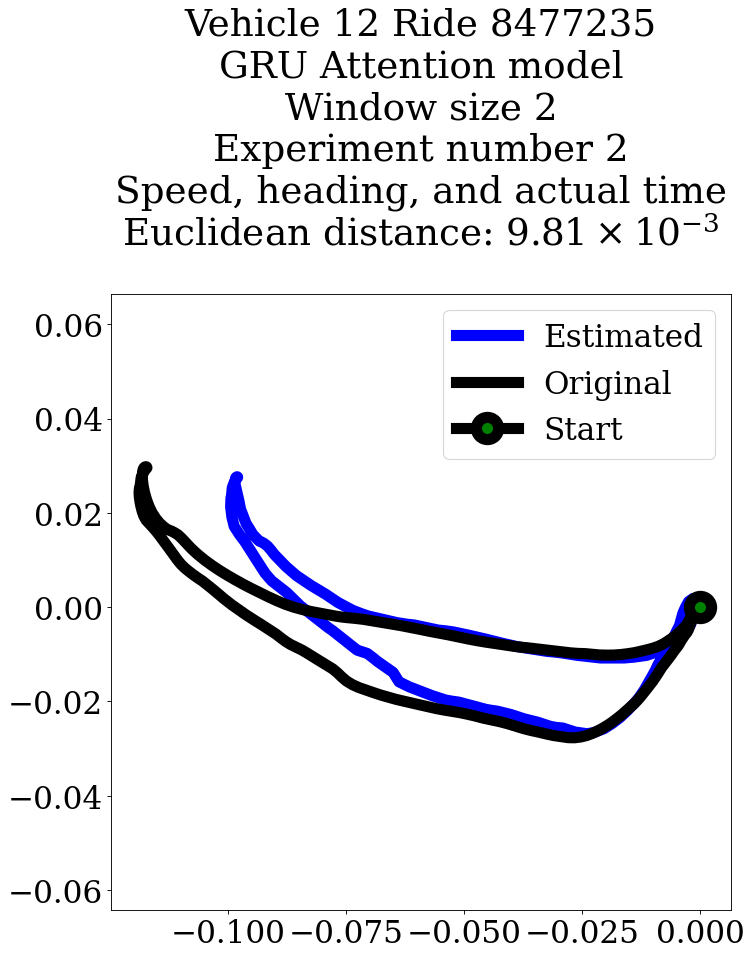 Vehicle 12 Ride 8477235
GRU Attention model
Window size 2
Experiment number 2
Speed, heading, and actual time
Euclidean distance: 9.81 × 10⁻³
0.06
0.04
0.02
0.00
−0.02
−0.04
−0.06
Estimated
Original
Start
−0.100 −0.075 −0.050 −0.025 0.000